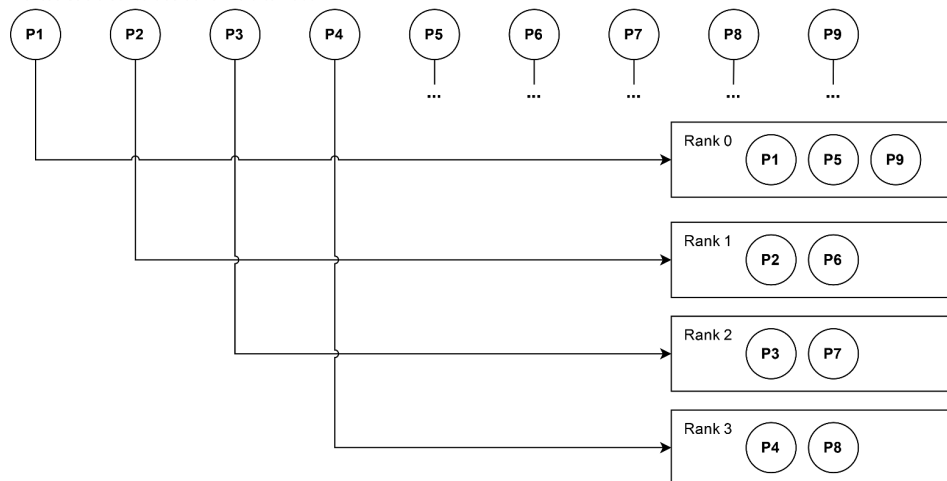 P1 P2 P3 P4 P5 P6 P7 P8 P9
... ... ... ... ...
Rank 0 P1 P5 P9
Rank 1 P2 P6
Rank 2 P3 P7
Rank 3 P4 P8